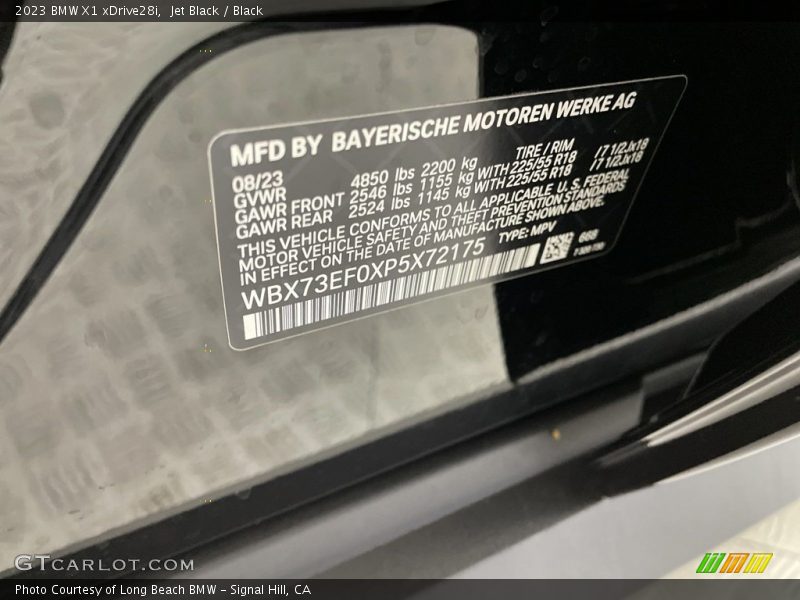 2023 BMW X1 xDrive28i, Jet Black / Black
MFD BY BAYERISCHE MOTOREN WERKE AG
08/23 TIRE / RIM
GVWR 4850 lbs 2200 kg
GAWR FRONT 2546 lbs 1155 kg WITH 225/55 R18 /7 1/2Jx18
GAWR REAR 2524 lbs 1145 kg WITH 225/55 R18 /7 1/2Jx18
THIS VEHICLE CONFORMS TO ALL APPLICABLE U. S. FEDERAL
MOTOR VEHICLE SAFETY AND THEFT PREVENTION STANDARDS
IN EFFECT ON THE DATE OF MANUFACTURE SHOWN ABOVE.
WBX73EF0XP5X72175 TYPE: MPV
668
GTCARLOT.COM
Photo Courtesy of Long Beach BMW – Signal Hill, CA